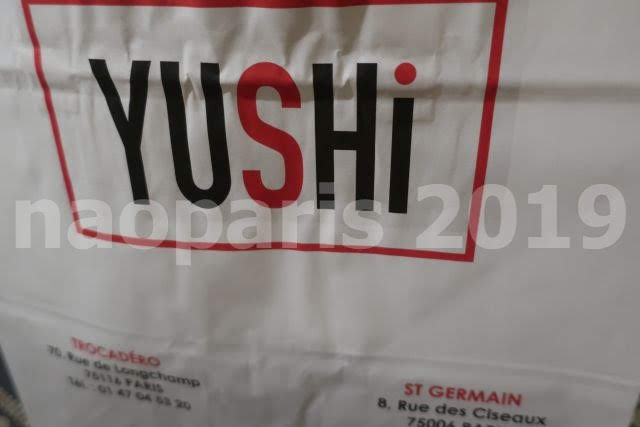 YUSHi
naoparis 2019
TROCADÉRO
70, Rue de Longchamp
75116 PARIS
Tél. : 01 47 04 53 20
ST GERMAIN
8, Rue des Ciseaux
75006